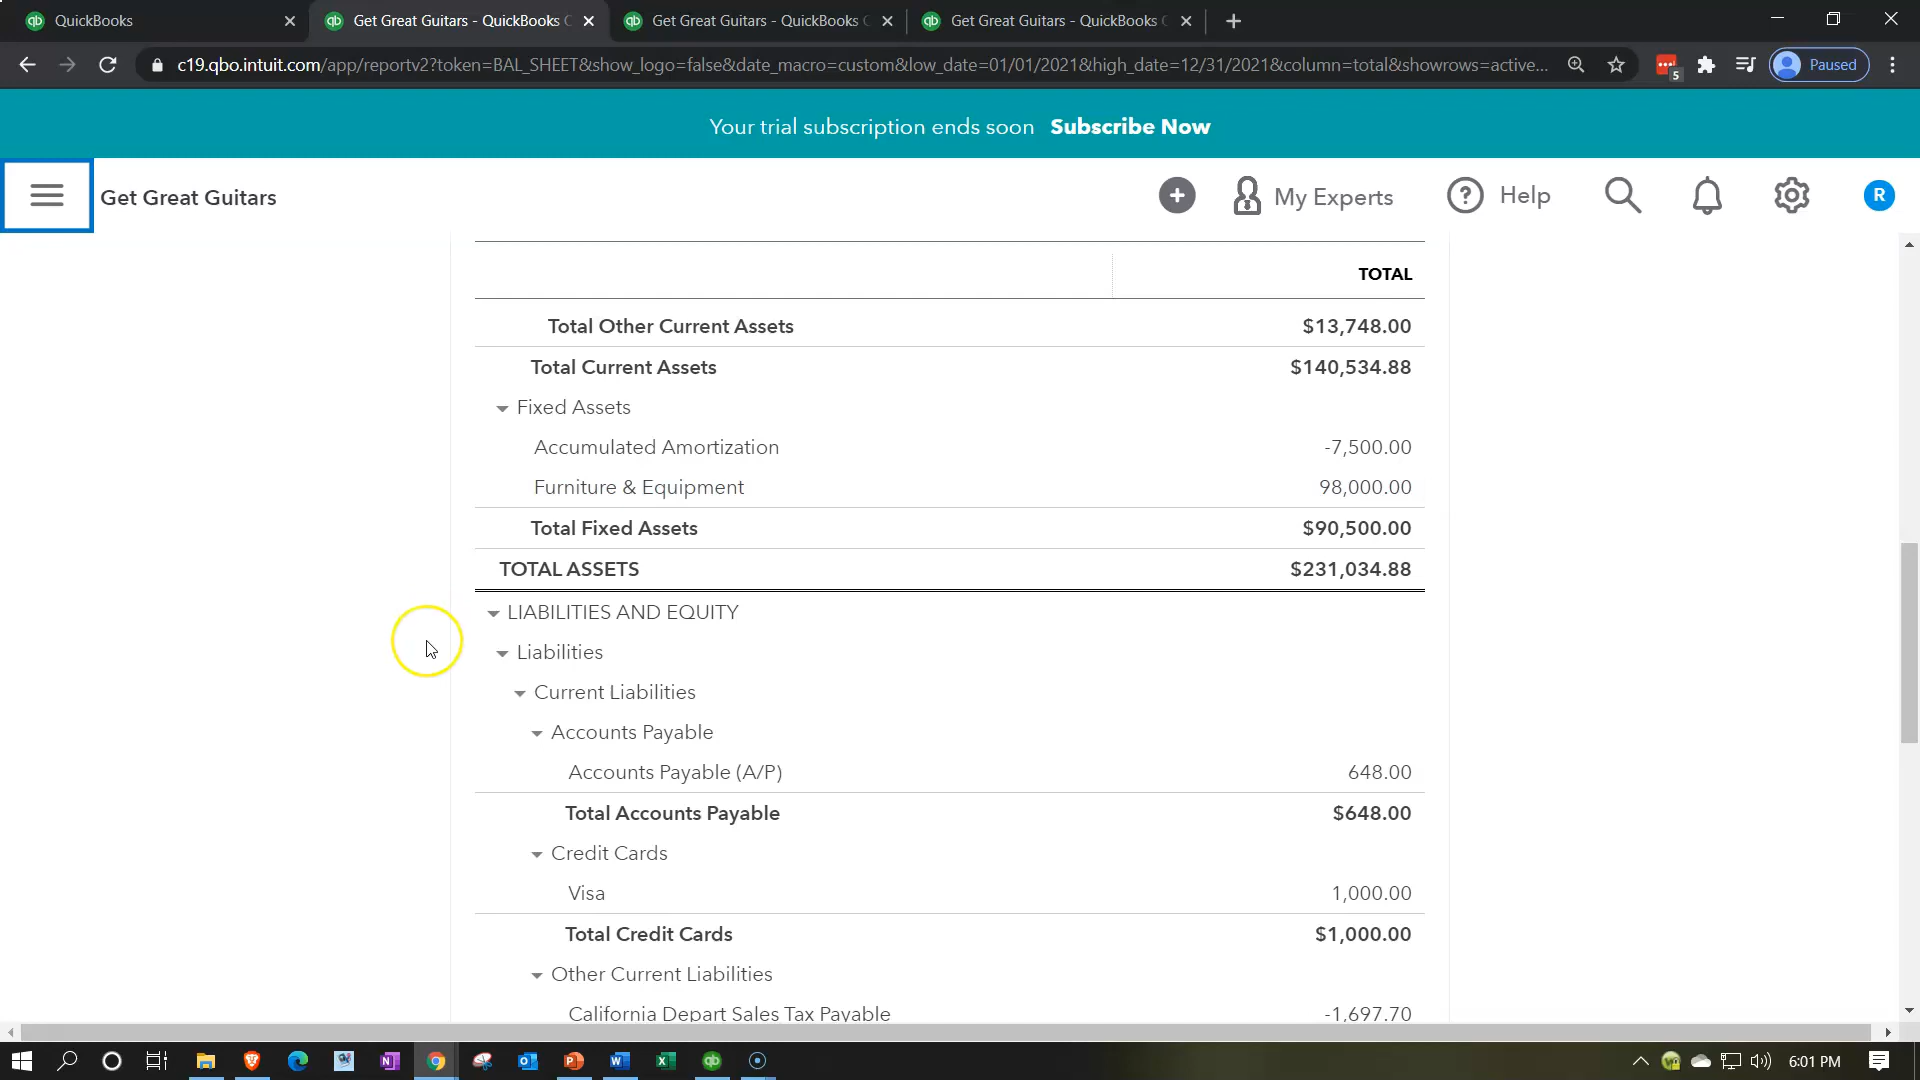 QuickBooks
Get Great Guitars - QuickBooks C
Get Great Guitars - QuickBooks C
Get Great Guitars - QuickBooks C
c19.qbo.intuit.com/app/reportv2?token=BAL_SHEET&show_logo=false&date_macro=custom&low_date=01/01/2021&high_date=12/31/2021&column=total&showrows=active...
5
Paused
Your trial subscription ends soon Subscribe Now
Get Great Guitars
My Experts
Help
R
TOTAL
Total Other Current Assets $13,748.00
Total Current Assets $140,534.88
Fixed Assets
Accumulated Amortization -7,500.00
Furniture & Equipment 98,000.00
Total Fixed Assets $90,500.00
TOTAL ASSETS $231,034.88
LIABILITIES AND EQUITY
Liabilities
Current Liabilities
Accounts Payable
Accounts Payable (A/P) 648.00
Total Accounts Payable $648.00
Credit Cards
Visa 1,000.00
Total Credit Cards $1,000.00
Other Current Liabilities
California Depart Sales Tax Payable -1,697.70
6:01 PM